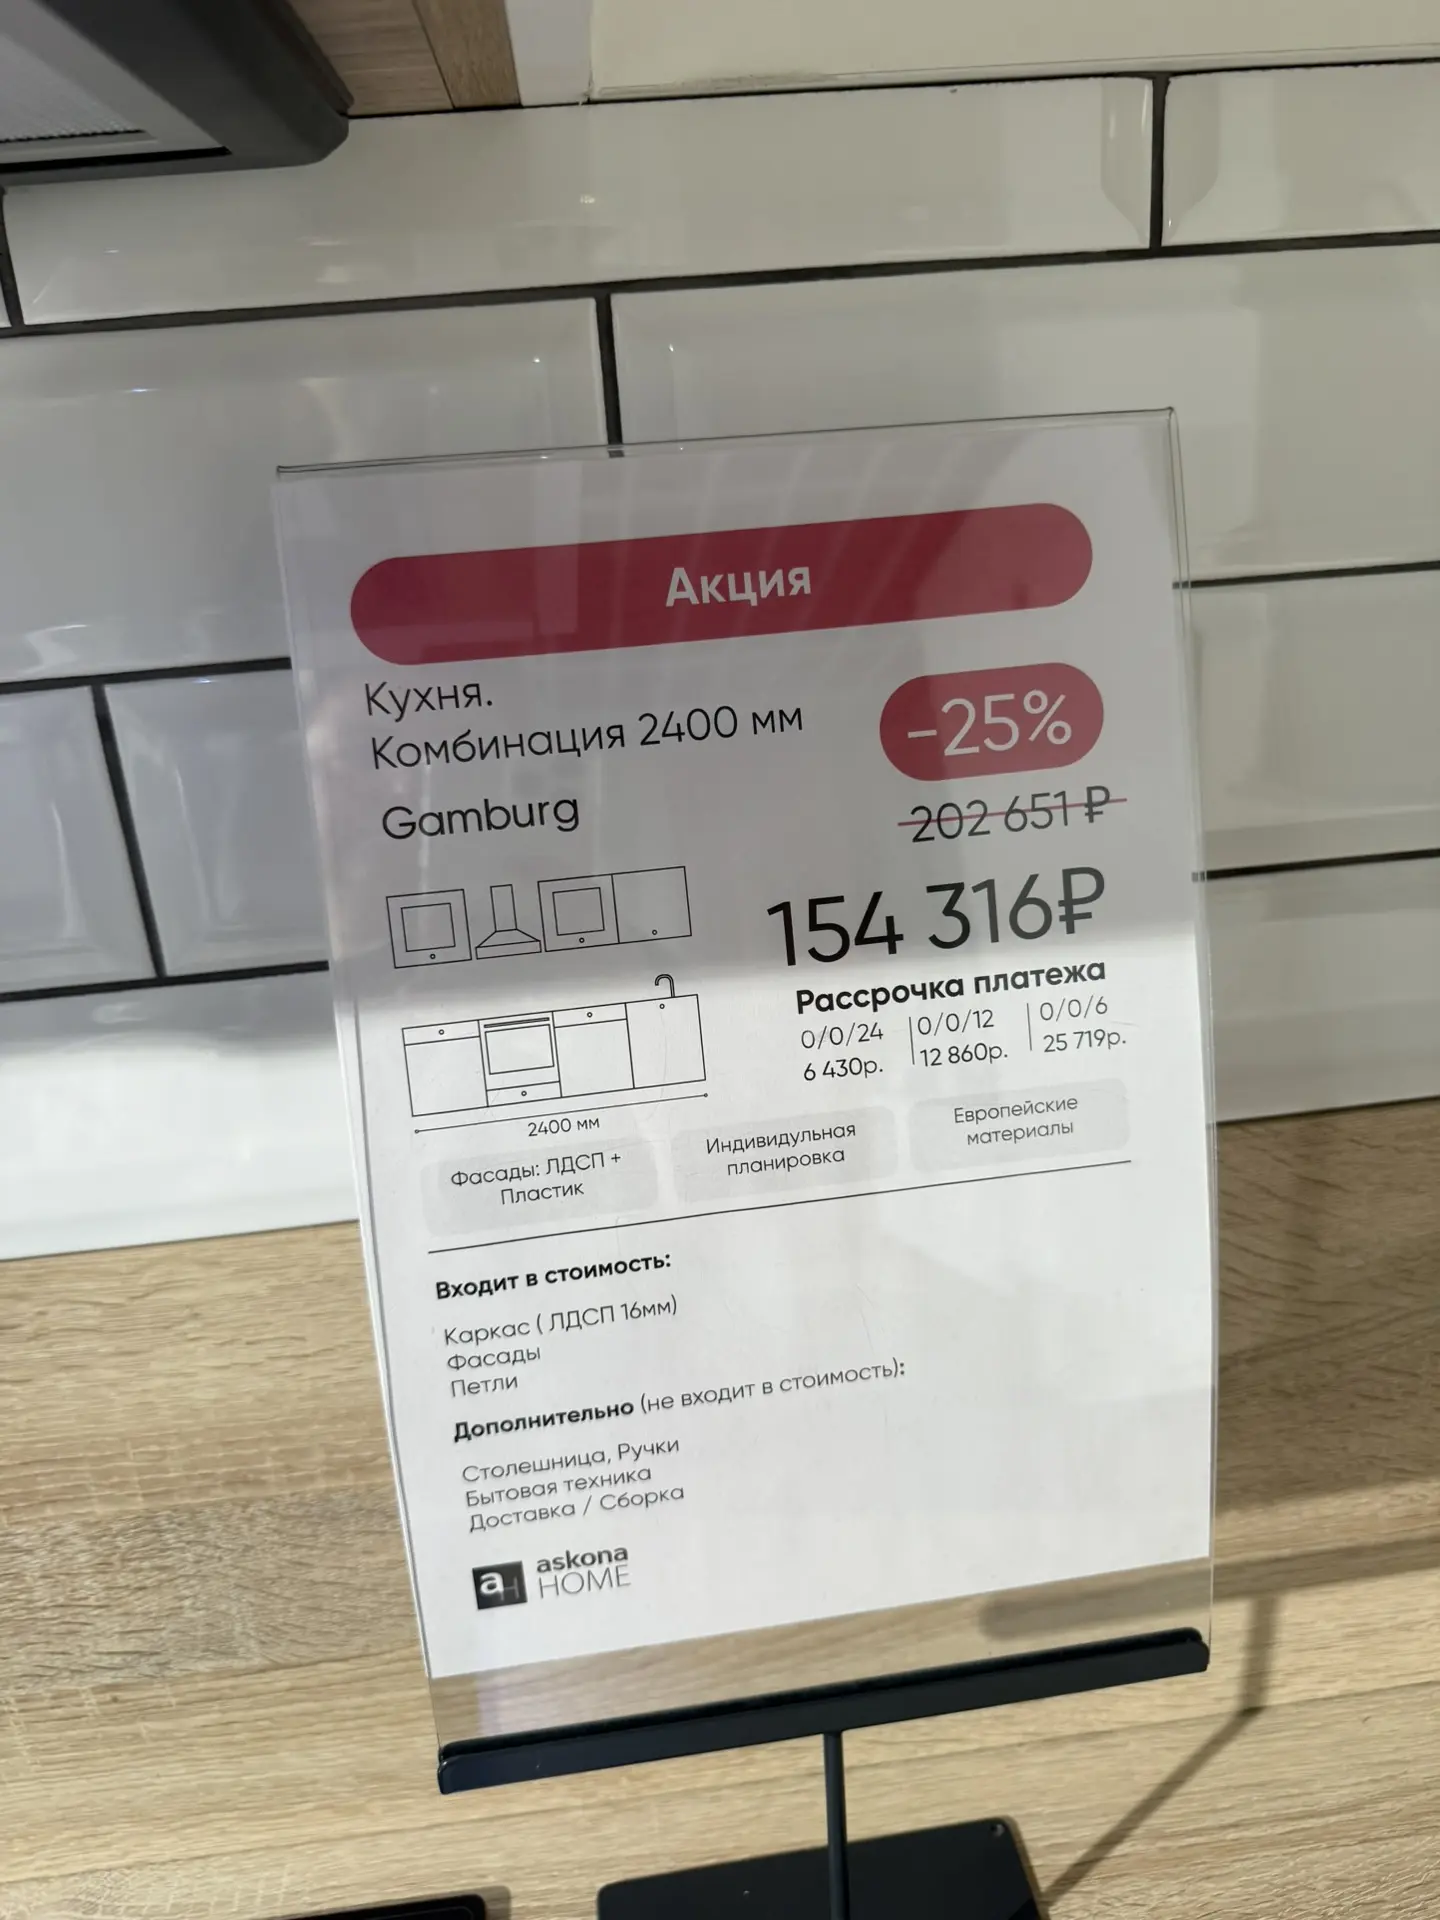 Акция
Кухня.
Комбинация 2400 мм
-25%
Gamburg
202 651 ₽
154 316₽
Рассрочка платежа
0/0/24 0/0/12 0/0/6
6 430р. 12 860р. 25 719р.
2400 мм
Фасады: ЛДСП +
Пластик
Индивидульная
планировка
Европейские
материалы
Входит в стоимость:
Каркас ( ЛДСП 16мм)
Фасады
Петли
Дополнительно (не входит в стоимость):
Столешница, Ручки
Бытовая техника
Доставка / Сборка
aH askona
HOME